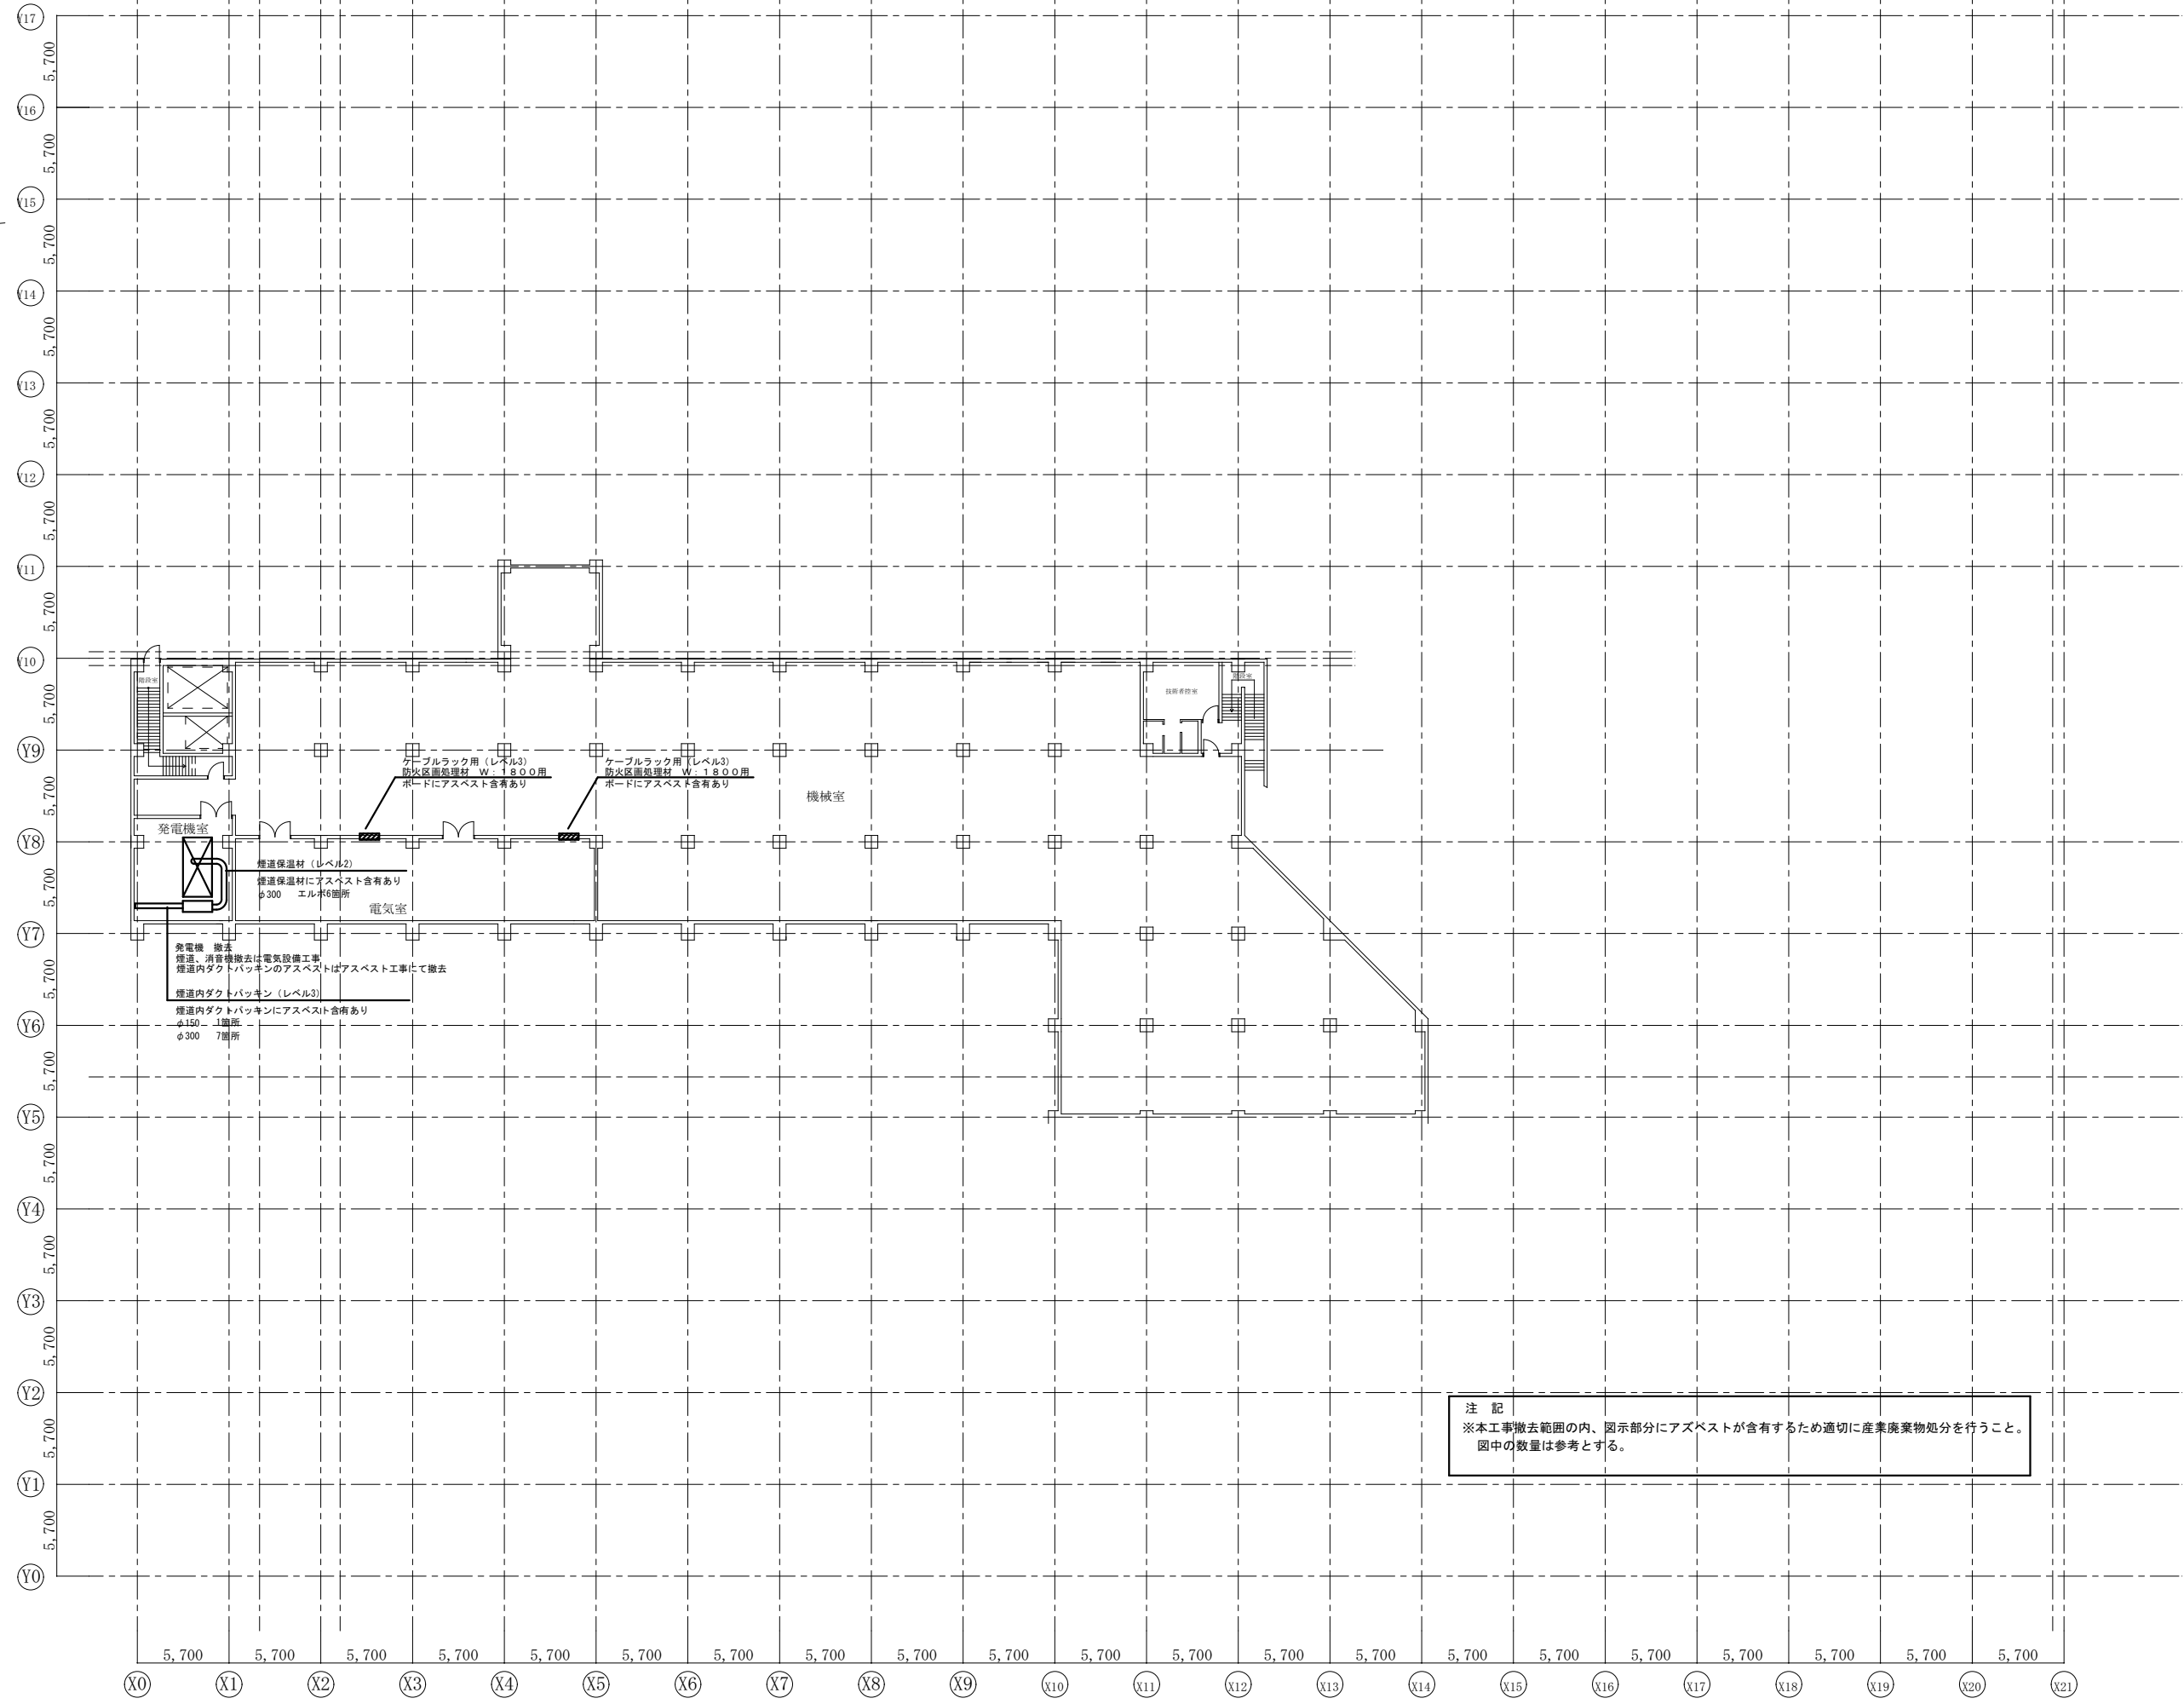 Y17
5,700
Y16
5,700
Y15
5,700
Y14
5,700
Y13
5,700
Y12
5,700
Y11
5,700
Y10
5,700
Y9
5,700
Y8
5,700
Y7
5,700
Y6
5,700
Y5
5,700
Y4
5,700
Y3
5,700
Y2
5,700
Y1
5,700
Y0
階段室
技術者控室
階段室
ケーブルラック用（レベル3）
防火区画処理材　W：１８００用
ボードにアスベスト含有あり
ケーブルラック用（レベル3）
防火区画処理材　W：１８００用
ボードにアスベスト含有あり
機械室
発電機室
煙道保温材（レベル2）
煙道保温材にアスベスト含有あり
φ300　エルボ6箇所
電気室
発電機　撤去
煙道、消音機撤去は電気設備工事
煙道内ダクトパッキンのアスベストはアスベスト工事にて撤去
煙道内ダクトパッキン（レベル3）
煙道内ダクトパッキンにアスベスト含有あり
φ150　1箇所
φ300　7箇所
注　記
※本工事撤去範囲の内、図示部分にアスベストが含有するため適切に産業廃棄物処分を行うこと。
図中の数量は参考とする。
5,700 5,700 5,700 5,700 5,700 5,700 5,700 5,700 5,700 5,700 5,700 5,700 5,700 5,700 5,700 5,700 5,700 5,700 5,700 5,700 5,700
X0 X1 X2 X3 X4 X5 X6 X7 X8 X9 X10 X11 X12 X13 X14 X15 X16 X17 X18 X19 X20 X21